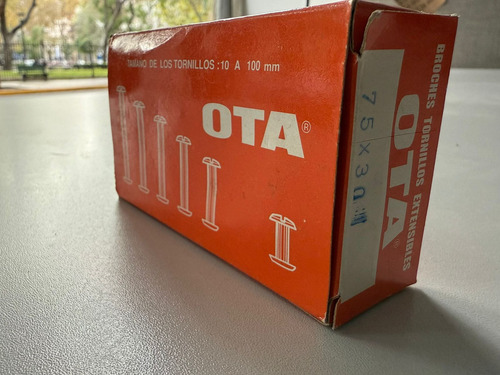 TAMAÑO DE LOS TORNILLOS : 10 A 100 mm
OTA®
75 x 30
OTA®
BROCHES TORNILLOS EXTENSIBLES